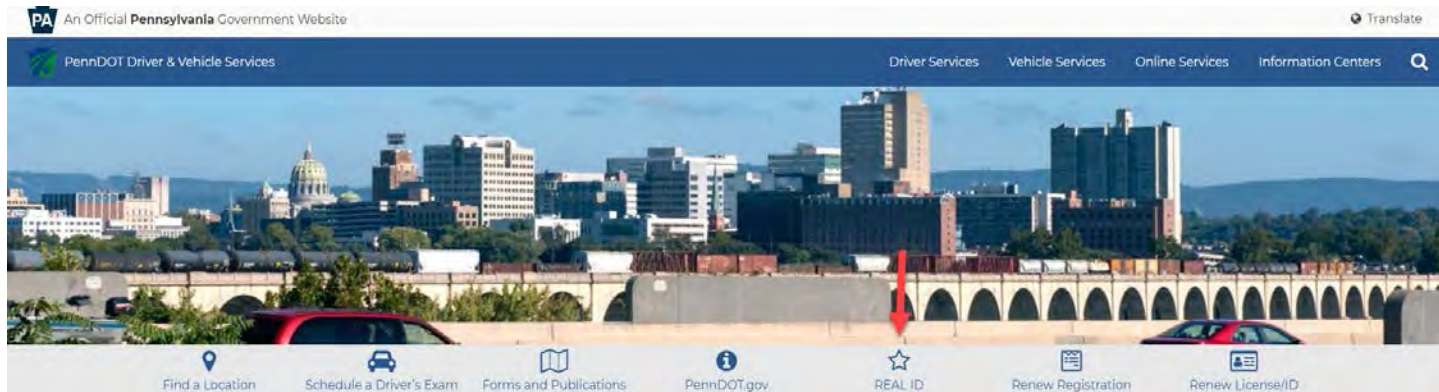 PA An Official Pennsylvania Government Website Translate
PennDOT Driver & Vehicle Services Driver Services Vehicle Services Online Services Information Centers
Find a Location Schedule a Driver's Exam Forms and Publications PennDOT.gov REAL ID Renew Registration Renew License/ID